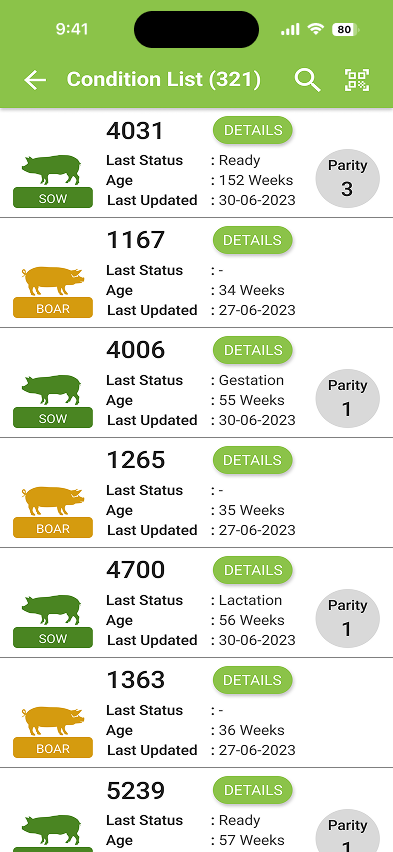 9:41
80
Condition List (321)
4031 DETAILS
Last Status : Ready
Age : 152 Weeks
Last Updated : 30-06-2023
SOW
Parity
3
1167 DETAILS
Last Status : -
Age : 34 Weeks
Last Updated : 27-06-2023
BOAR
4006 DETAILS
Last Status : Gestation
Age : 55 Weeks
Last Updated : 30-06-2023
SOW
Parity
1
1265 DETAILS
Last Status : -
Age : 35 Weeks
Last Updated : 27-06-2023
BOAR
4700 DETAILS
Last Status : Lactation
Age : 56 Weeks
Last Updated : 30-06-2023
SOW
Parity
1
1363 DETAILS
Last Status : -
Age : 36 Weeks
Last Updated : 27-06-2023
BOAR
5239 DETAILS
Last Status : Ready
Age : 57 Weeks
SOW
Parity
1